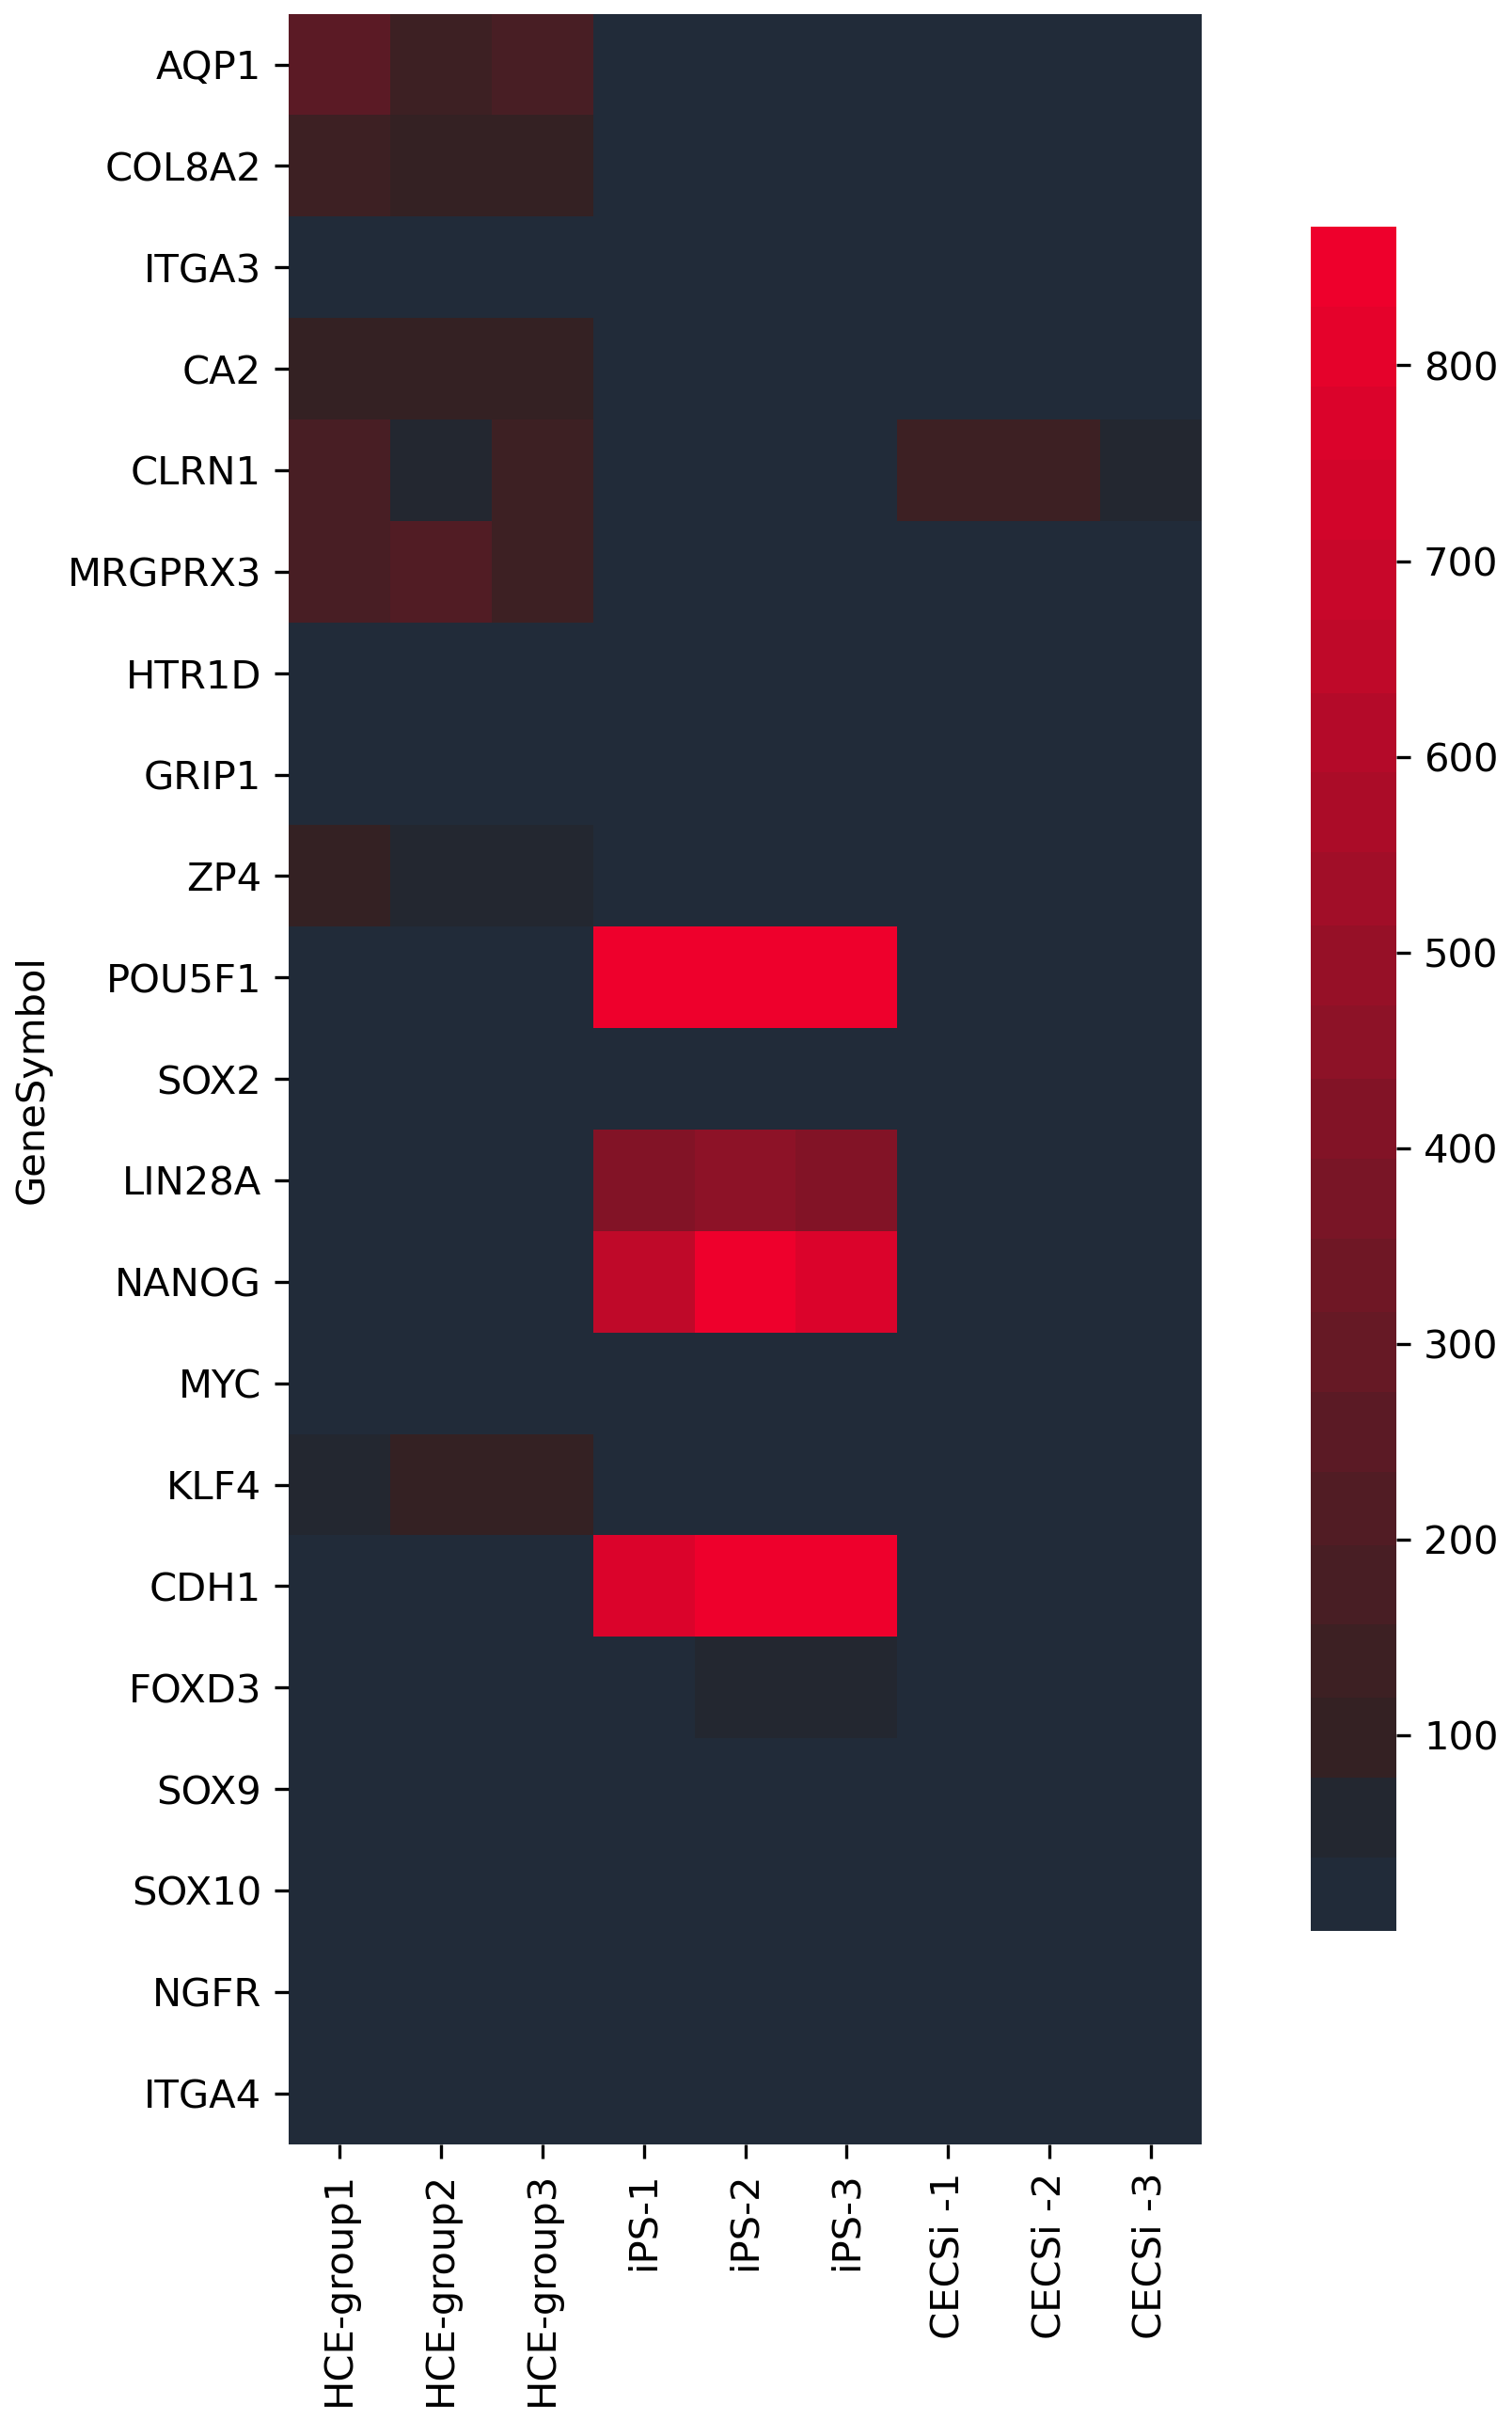 GeneSymbol
AQP1
COL8A2
ITGA3
CA2
CLRN1
MRGPRX3
HTR1D
GRIP1
ZP4
POU5F1
SOX2
LIN28A
NANOG
MYC
KLF4
CDH1
FOXD3
SOX9
SOX10
NGFR
ITGA4
HCE-group1
HCE-group2
HCE-group3
iPS-1
iPS-2
iPS-3
CECSi -1
CECSi -2
CECSi -3
800
700
600
500
400
300
200
100